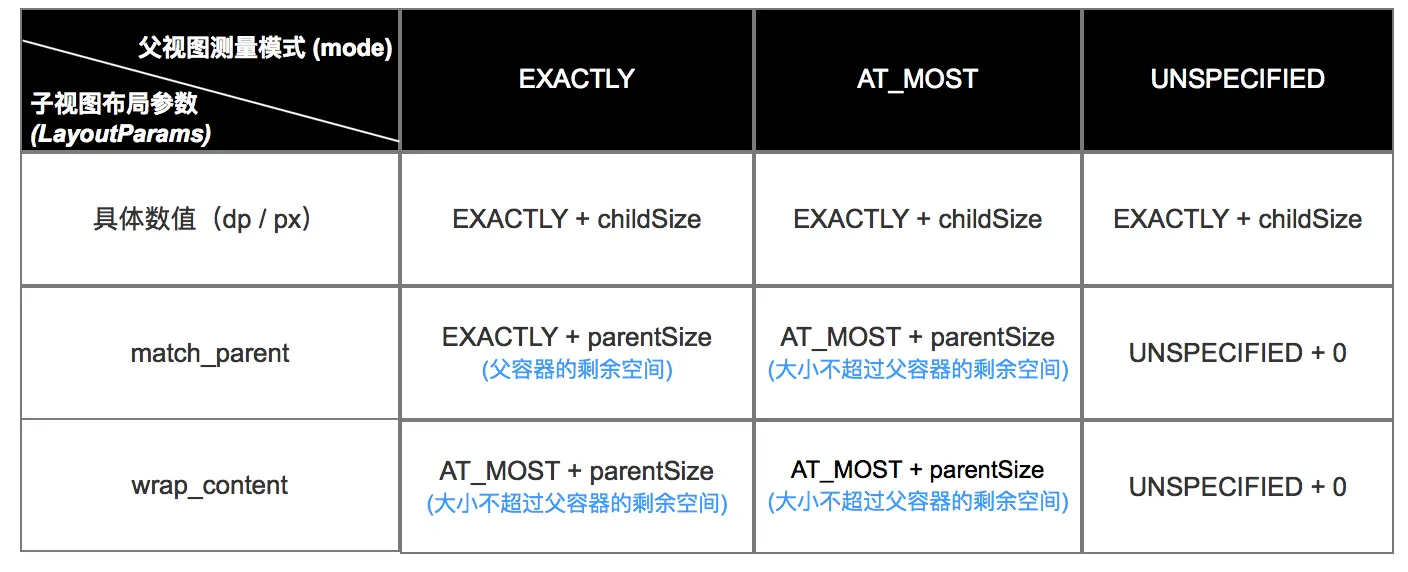 父视图测量模式 (mode)
子视图布局参数
(LayoutParams)
EXACTLY
AT_MOST
UNSPECIFIED
具体数值（dp / px）
EXACTLY + childSize
EXACTLY + childSize
EXACTLY + childSize
match_parent
EXACTLY + parentSize
(父容器的剩余空间)
AT_MOST + parentSize
(大小不超过父容器的剩余空间)
UNSPECIFIED + 0
wrap_content
AT_MOST + parentSize
(大小不超过父容器的剩余空间)
AT_MOST + parentSize
(大小不超过父容器的剩余空间)
UNSPECIFIED + 0